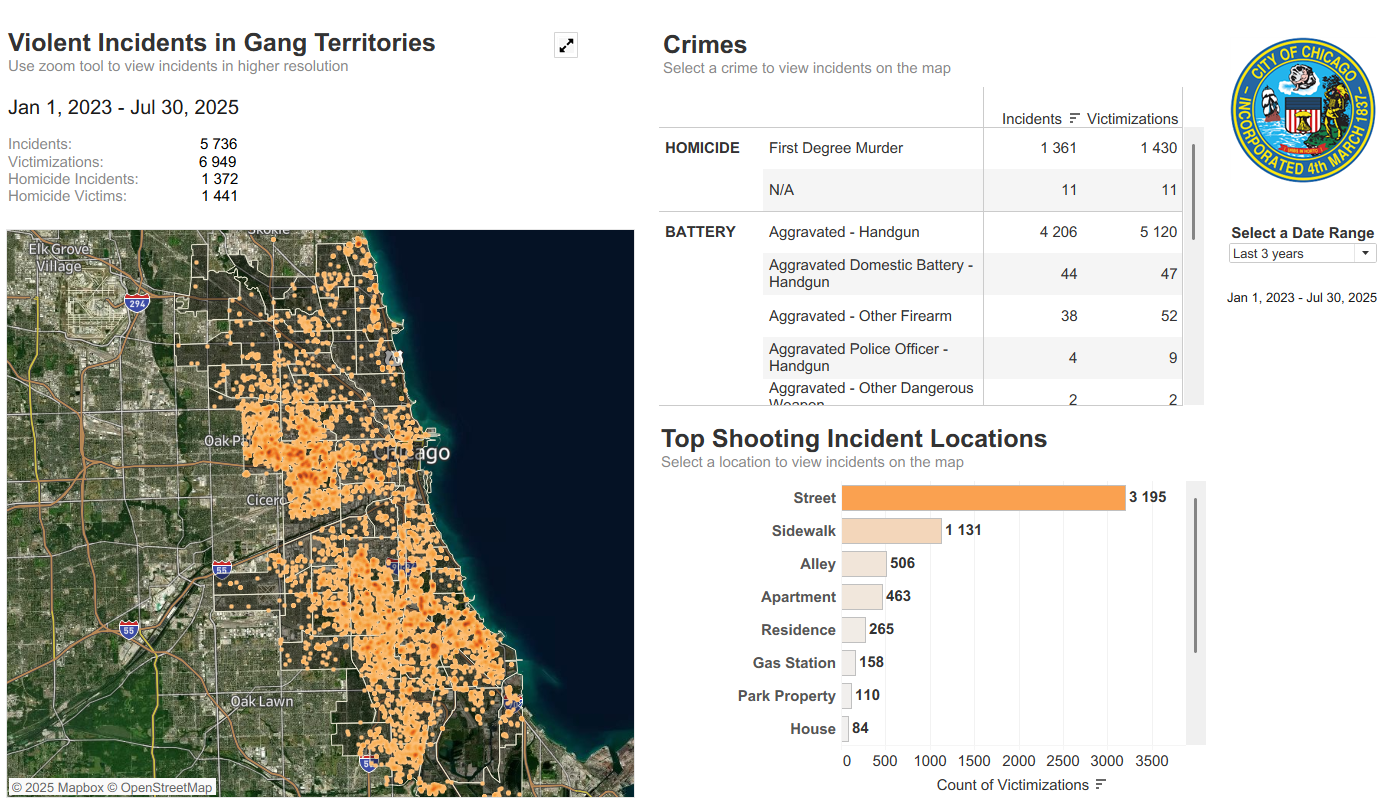 Violent Incidents in Gang Territories
Use zoom tool to view incidents in higher resolution
Jan 1, 2023 - Jul 30, 2025
Incidents: 5 736
Victimizations: 6 949
Homicide Incidents: 1 372
Homicide Victims: 1 441
Skokie
Elk Grove
Village
294
Oak P
Chicago
Cicero
55
55
Oak Lawn
© 2025 Mapbox © OpenStreetMap
Crimes
Select a crime to view incidents on the map
Incidents Victimizations
HOMICIDE First Degree Murder 1 361 1 430
N/A 11 11
BATTERY Aggravated - Handgun 4 206 5 120
Aggravated Domestic Battery -
Handgun 44 47
Aggravated - Other Firearm 38 52
Aggravated Police Officer -
Handgun 4 9
Aggravated - Other Dangerous
Weapon 2 2
Top Shooting Incident Locations
Select a location to view incidents on the map
Street 3 195
Sidewalk 1 131
Alley 506
Apartment 463
Residence 265
Gas Station 158
Park Property 110
House 84
0 500 1000 1500 2000 2500 3000 3500
Count of Victimizations
CITY OF CHICAGO
INCORPORATED 4th MARCH 1837
Select a Date Range
Last 3 years
Jan 1, 2023 - Jul 30, 2025